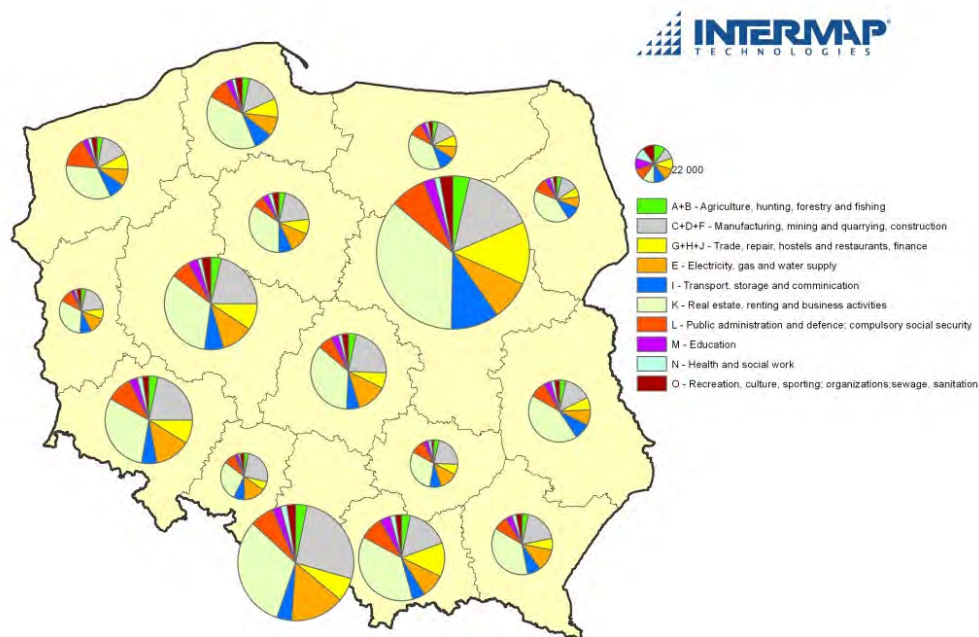 INTERMAP
TECHNOLOGIES
22 000
A+B - Agriculture, hunting, forestry and fishing
C+D+F - Manufacturing, mining and quarrying, construction
G+H+J - Trade, repair, hostels and restaurants, finance
E - Electricity, gas and water supply
I - Transport, storage and comminication
K - Real estate, renting and business activities
L - Public administration and defence; compulsory social security
M - Education
N - Health and social work
O - Recreation, culture, sporting; organizations;sewage, sanitation